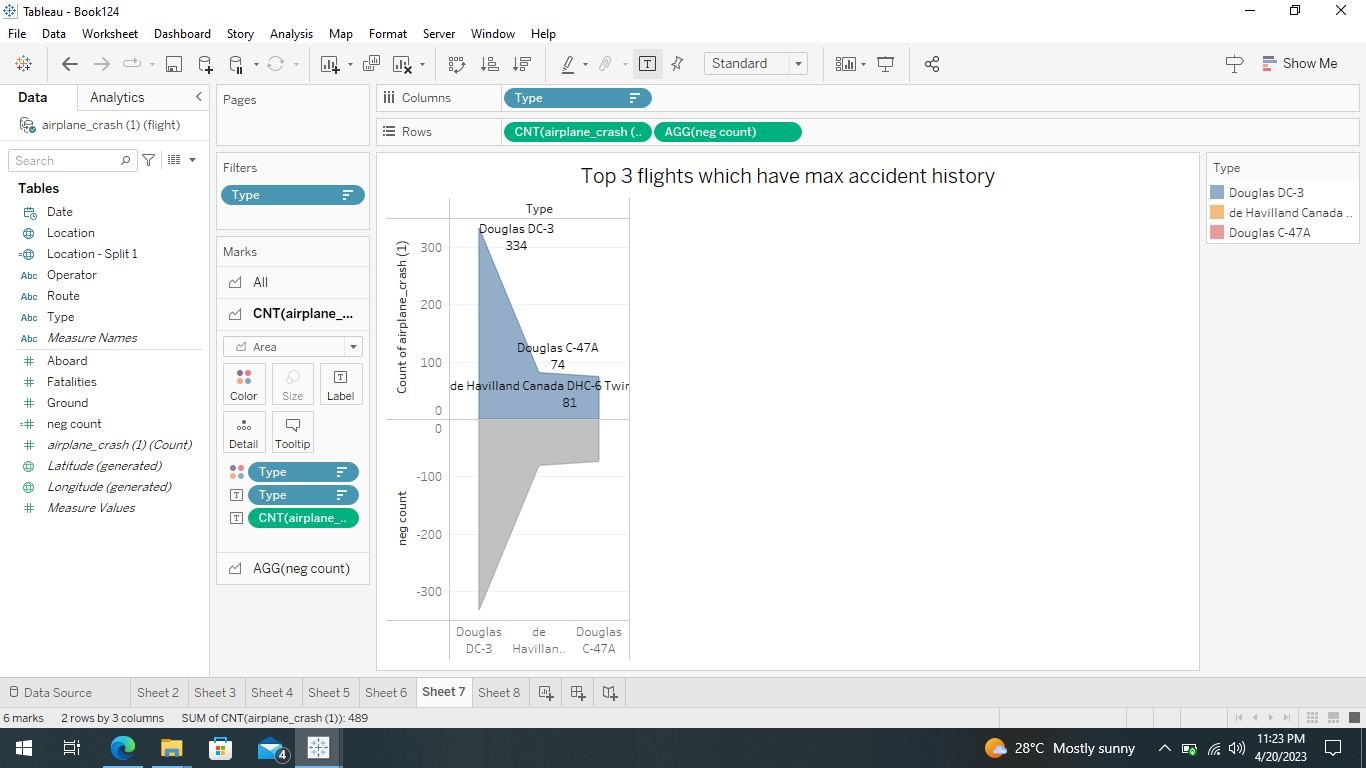 Tableau - Book124
File Data Worksheet Dashboard Story Analysis Map Format Server Window Help
Standard
Show Me
Data Analytics
airplane_crash (1) (flight)
Search
Tables
Date
Location
Location - Split 1
Abc Operator
Abc Route
Abc Type
Abc Measure Names
Aboard
Fatalities
Ground
neg count
airplane_crash (1) (Count)
Latitude (generated)
Longitude (generated)
Measure Values
Pages
Filters
Type
Marks
All
CNT(airplane_...
Area
Color Size Label
Detail Tooltip
Type
Type
CNT(airplane_..
AGG(neg count)
Columns Type
Rows CNT(airplane_crash (.. AGG(neg count)
Top 3 flights which have max accident history
Type
Count of airplane_crash (1)
300
200
100
0
Douglas DC-3
334
Douglas C-47A
74
de Havilland Canada DHC-6 Twin
81
neg count
0
-100
-200
-300
Douglas DC-3
de Havillan..
Douglas C-47A
Type
Douglas DC-3
de Havilland Canada ..
Douglas C-47A
Data Source Sheet 2 Sheet 3 Sheet 4 Sheet 5 Sheet 6 Sheet 7 Sheet 8
6 marks 2 rows by 3 columns SUM of CNT(airplane_crash (1)): 489
4
28°C Mostly sunny
11:23 PM
4/20/2023